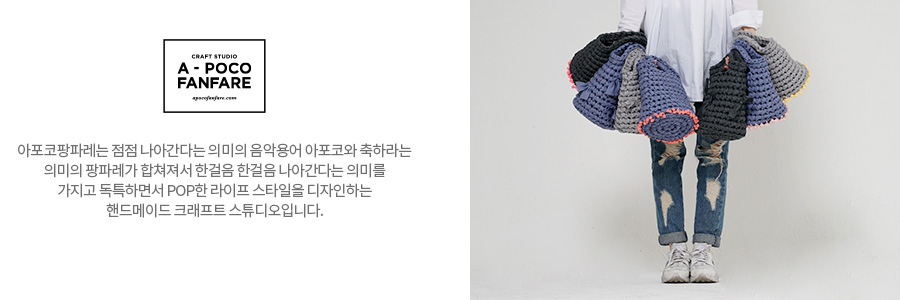 CRAFT STUDIO
A - POCO
FANFARE
apocofanfare.com
아포코팡파레는 점점 나아간다는 의미의 음악용어 아포코와 축하라는
의미의 팡파레가 합쳐져서 한걸음 한걸음 나아간다는 의미를
가지고 독특하면서 POP한 라이프 스타일을 디자인하는
핸드메이드 크래프트 스튜디오입니다.